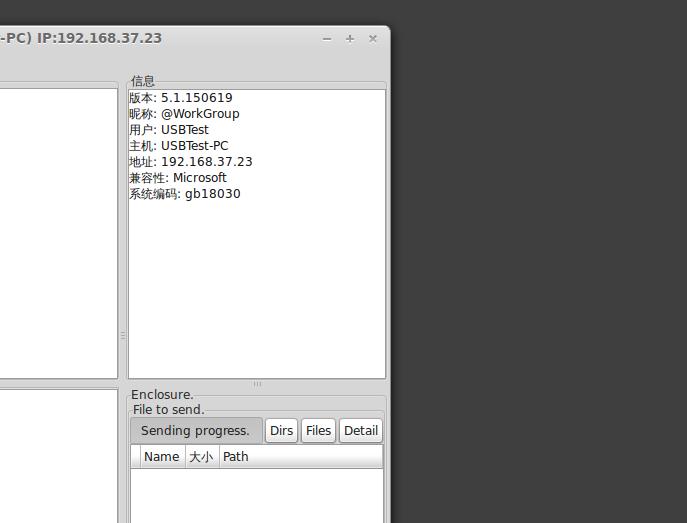 -PC) IP:192.168.37.23
信息
版本: 5.1.150619
昵称: @WorkGroup
用户: USBTest
主机: USBTest-PC
地址: 192.168.37.23
兼容性: Microsoft
系统编码: gb18030
Enclosure.
File to send.
Sending progress. Dirs Files Detail
Name 大小 Path